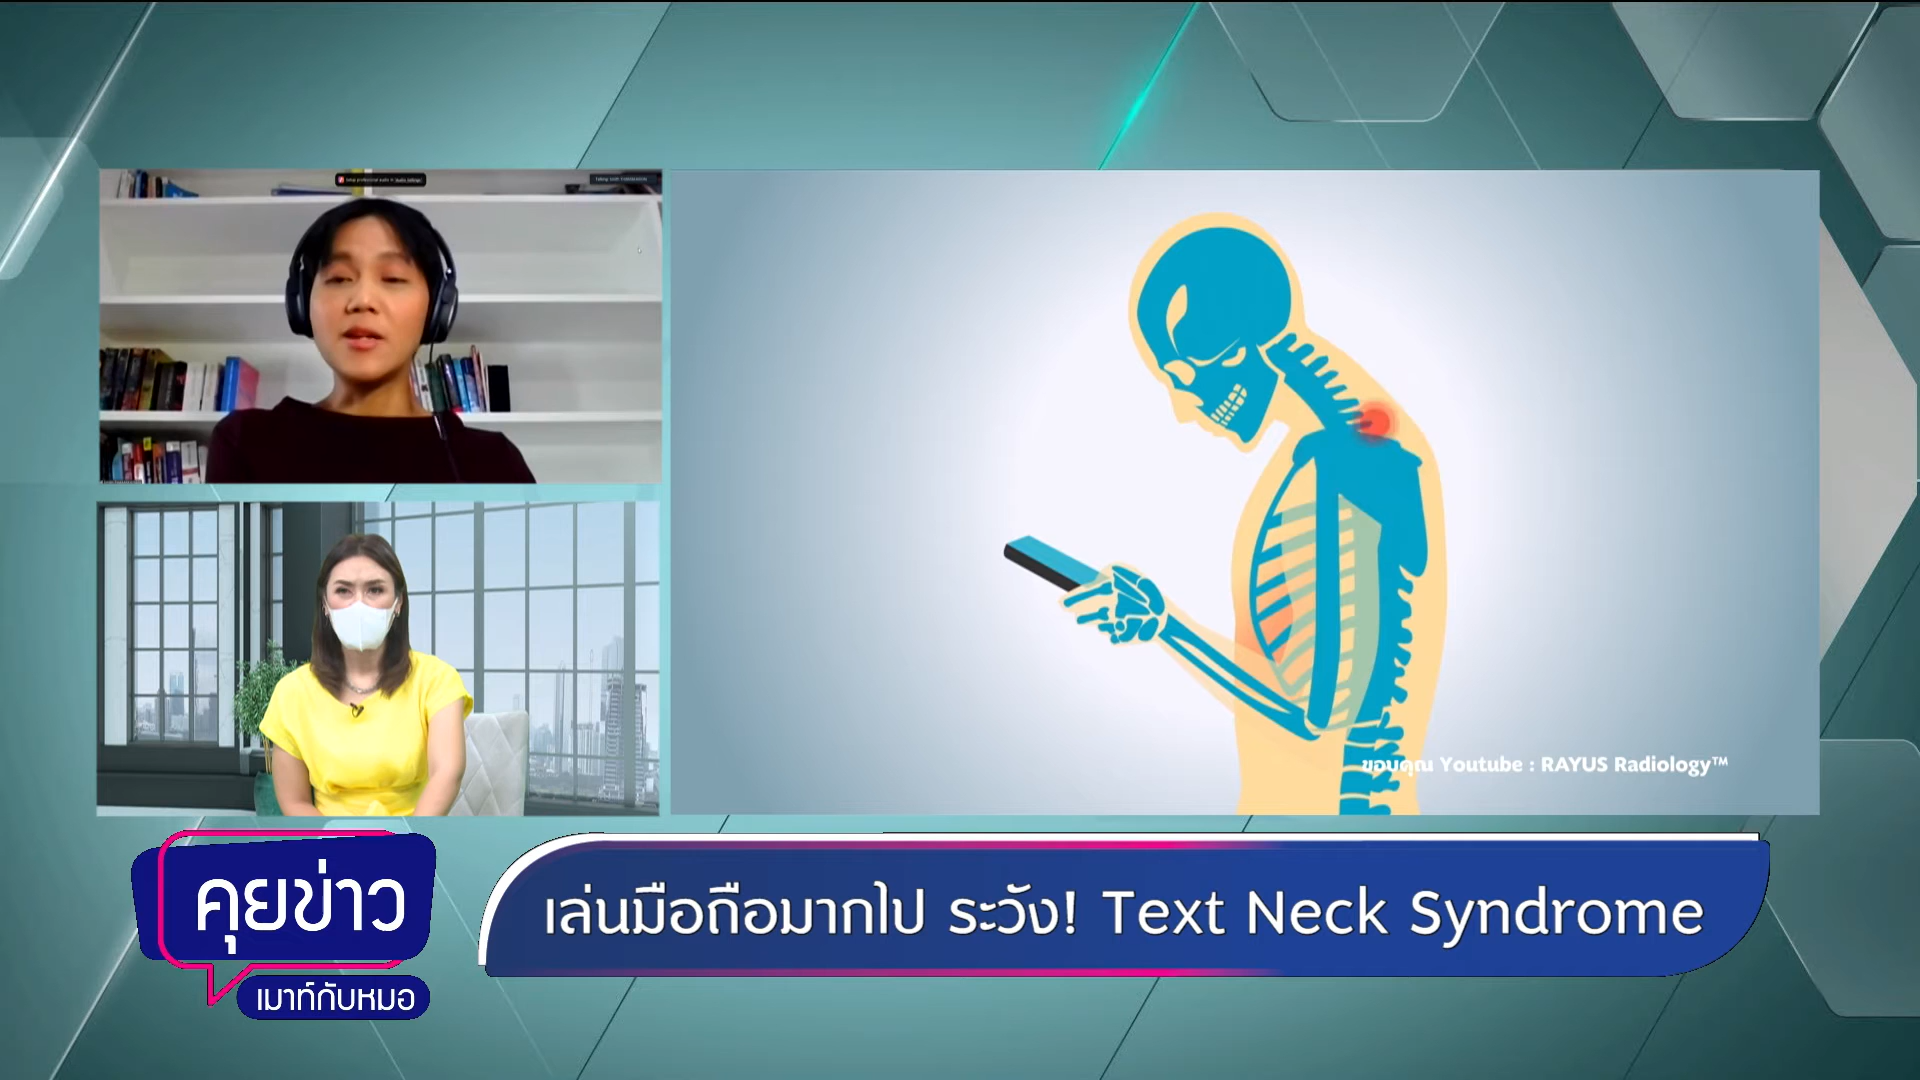 ขอบคุณ Youtube : RAYUS Radiology™
คุยข่าว
เมาท์กับหมอ
เล่นมือถือมากไป ระวัง! Text Neck Syndrome